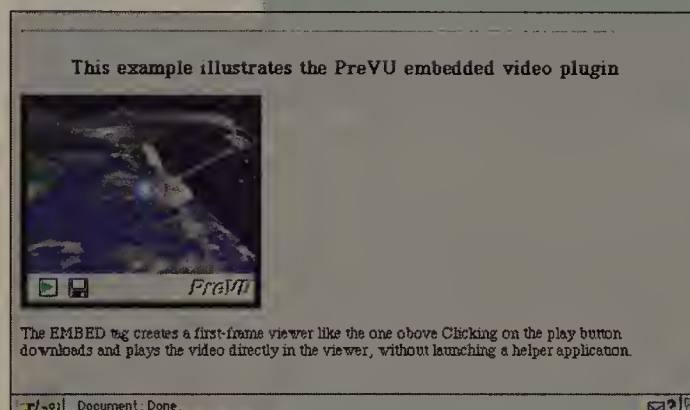 This example illustrates the PreVU embedded video plugin
PreVU
The EMBED tag creates a first-frame viewer like the one obove Clicking on the play button
downloads and plays the video directly in the viewer, without launching a helper application.
Document: Done